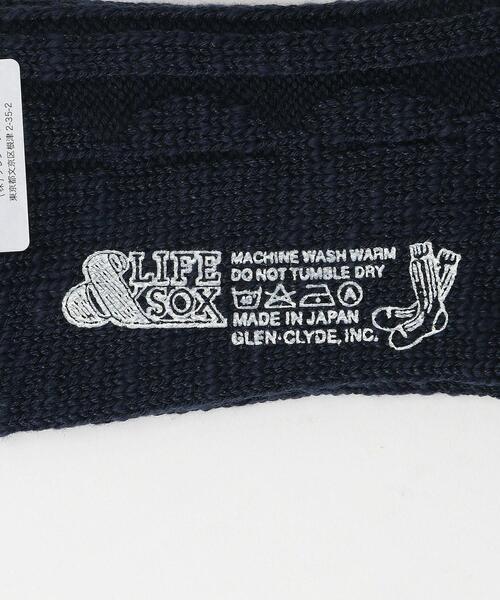 東京都文京区根津 2-35-2
LIFE
SOX
MACHINE WASH WARM
DO NOT TUMBLE DRY
40 A
MADE IN JAPAN
GLEN·CLYDE, INC.